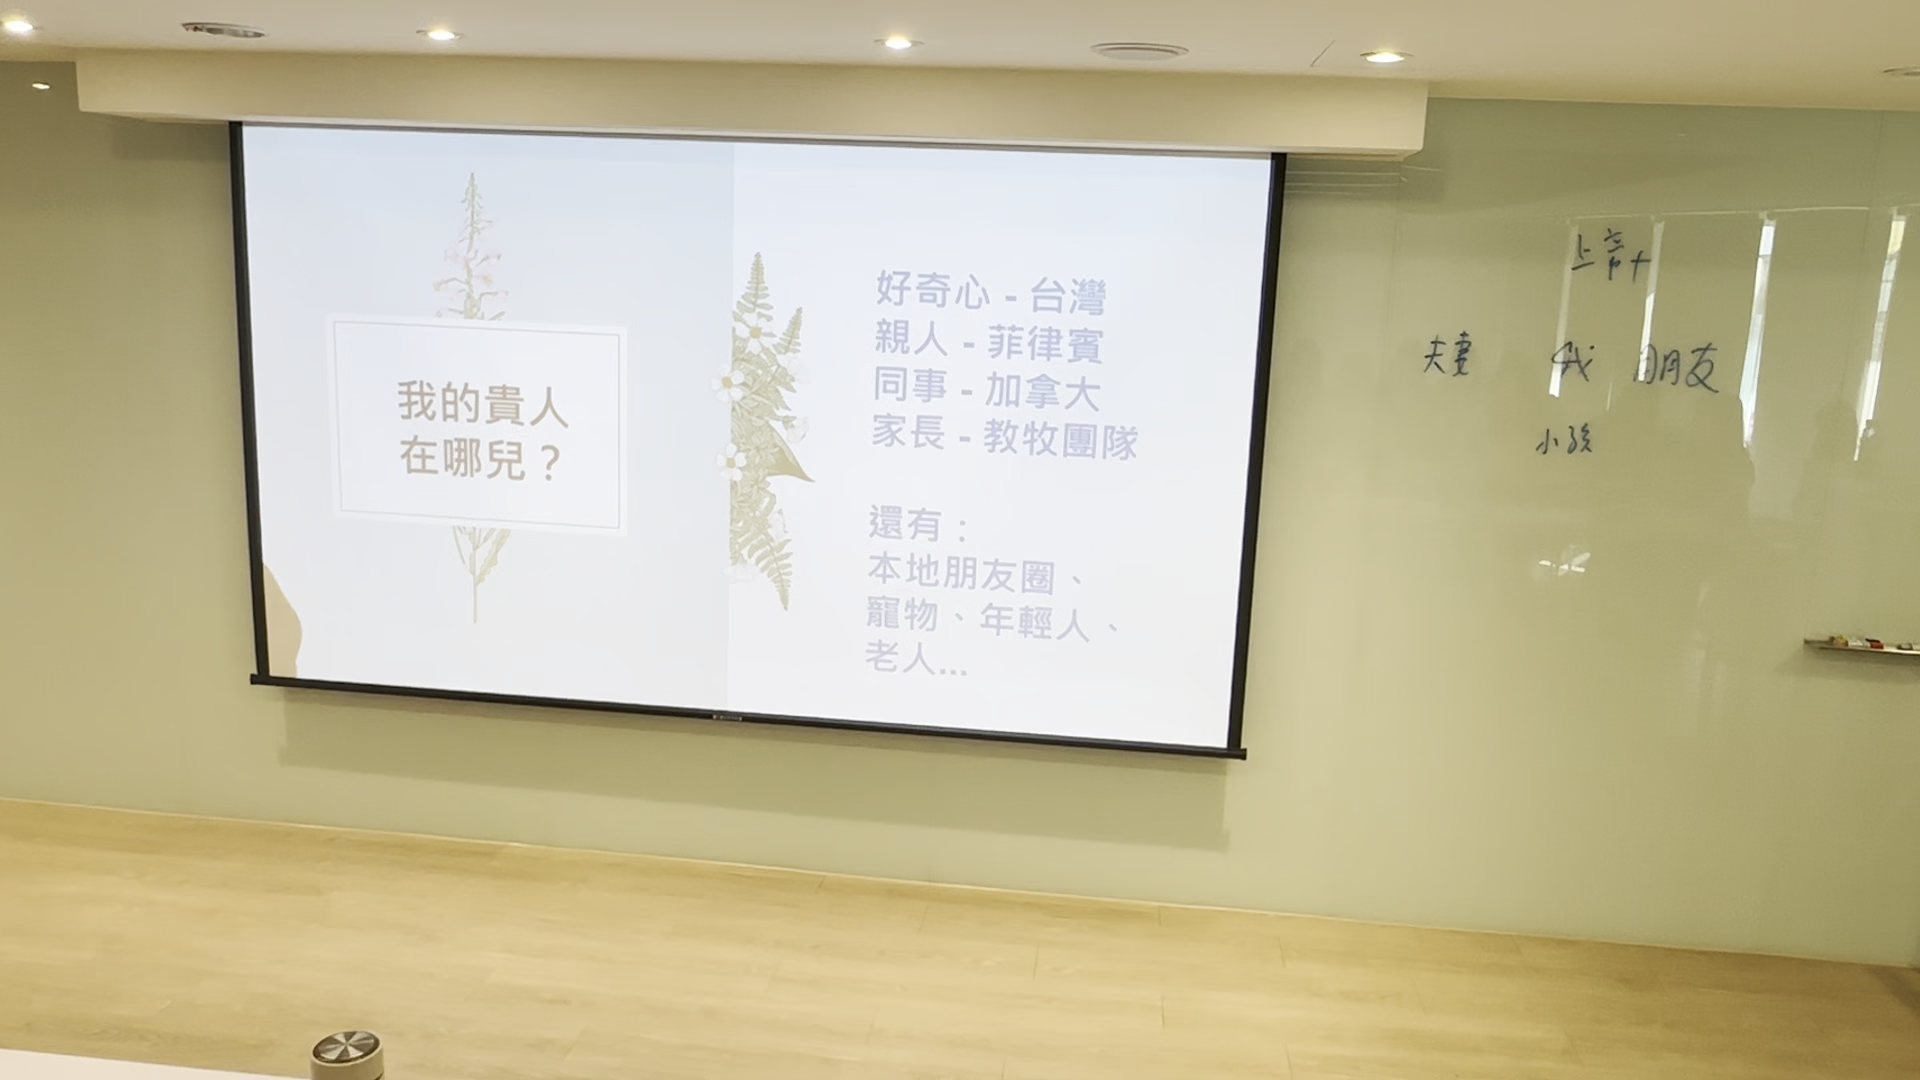 我的貴人
在哪兒？
好奇心 - 台灣
親人 - 菲律賓
同事 - 加拿大
家長 - 教牧團隊
還有：
本地朋友圈、
寵物、年輕人、
老人...
上帝
夫妻 我 朋友
小孩